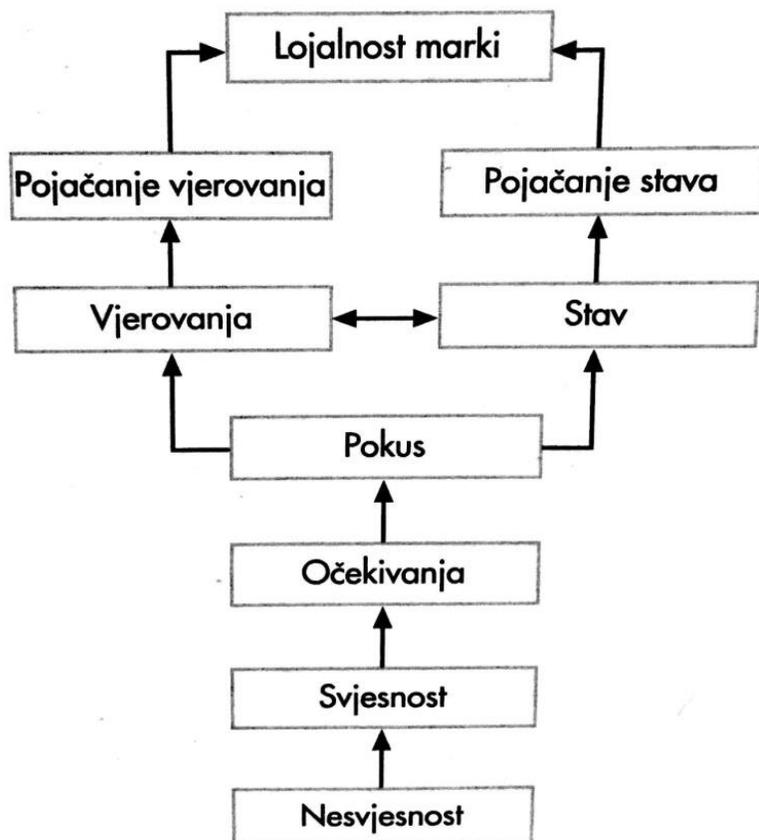 Lojalnost marki
Pojačanje vjerovanja
Pojačanje stava
Vjerovanja
Stav
Pokus
Očekivanja
Svjesnost
Nesvjesnost